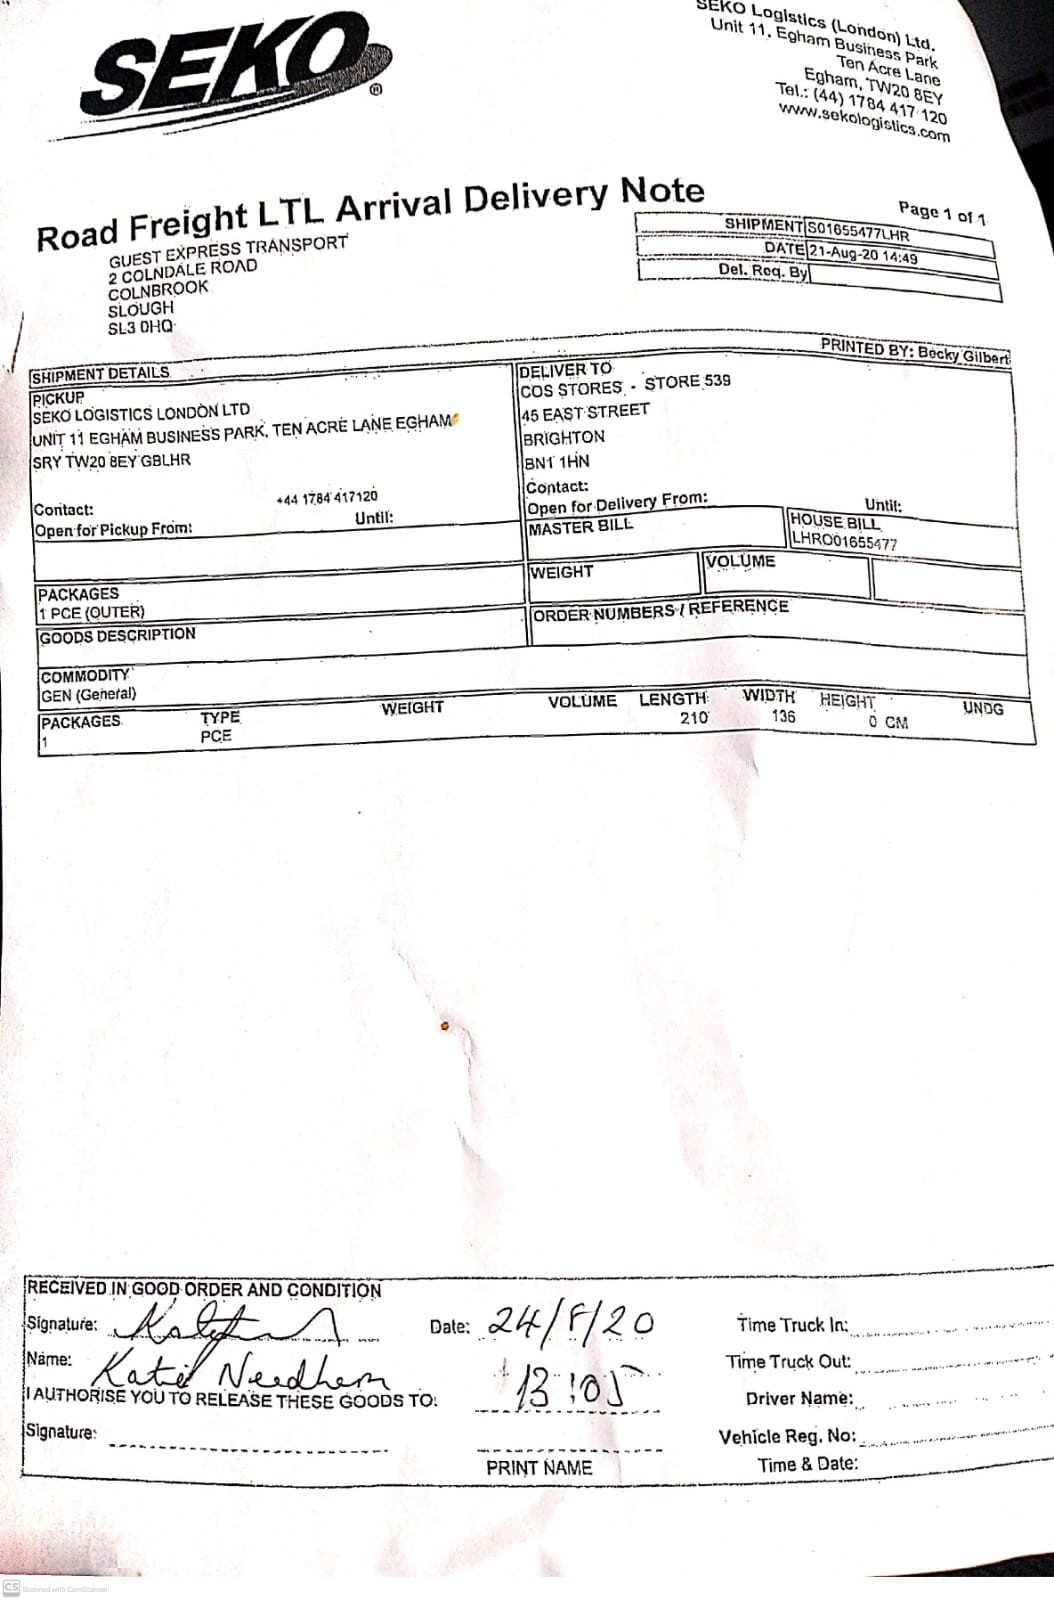 SEKO®
SEKO Logistics (London) Ltd.
Unit 11, Egham Business Park
Ten Acre Lane
Egham, TW20 8EY
Tel.: (44) 1784 417 120
www.sekologistics.com
Road Freight LTL Arrival Delivery Note
Page 1 of 1
GUEST EXPRESS TRANSPORT
2 COLNDALE ROAD
COLNBROOK
SLOUGH
SL3 0HQ
SHIPMENT S01655477LHR
DATE 21-Aug-20 14:49
Del. Req. By
PRINTED BY: Becky Gilbert
SHIPMENT DETAILS
PICKUP
SEKO LOGISTICS LONDON LTD
UNIT 11 EGHAM BUSINESS PARK, TEN ACRE LANE EGHAM
SRY TW20 8EY GBLHR
Contact: +44 1784 417120
Open for Pickup From: Until:
DELIVER TO
COS STORES - STORE 539
45 EAST STREET
BRIGHTON
BN1 1HN
Contact:
Open for Delivery From: Until:
MASTER BILL
HOUSE BILL
LHRO01655477
WEIGHT VOLUME
PACKAGES
1 PCE (OUTER)
ORDER NUMBERS / REFERENCE
GOODS DESCRIPTION
COMMODITY
GEN (General)
PACKAGES TYPE WEIGHT VOLUME LENGTH WIDTH HEIGHT UNDG
1 PCE 210 136 0 CM
RECEIVED IN GOOD ORDER AND CONDITION
Signature: Date: 24/8/20 Time Truck In:
Name: Katie Needham 13:05 Time Truck Out:
I AUTHORISE YOU TO RELEASE THESE GOODS TO: Driver Name:
Signature: Vehicle Reg. No:
PRINT NAME Time & Date:
CS Scanned with CamScanner